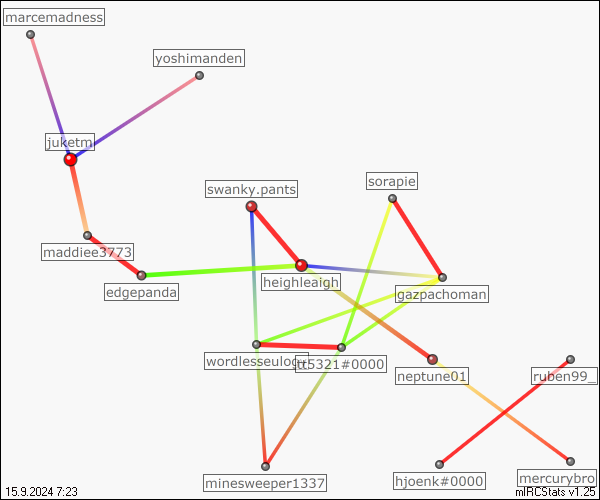 marcemadness
yoshimanden
juketm
sorapie
swanky.pants
maddiee3773
heighleaigh
edgepanda
gazpachoman
wordlesseulo
tt5321#0000
neptune01
ruben99_
minesweeper1337
hjoenk#0000
mercurybro
15.9.2024 7:23
mIRCStats v1.25